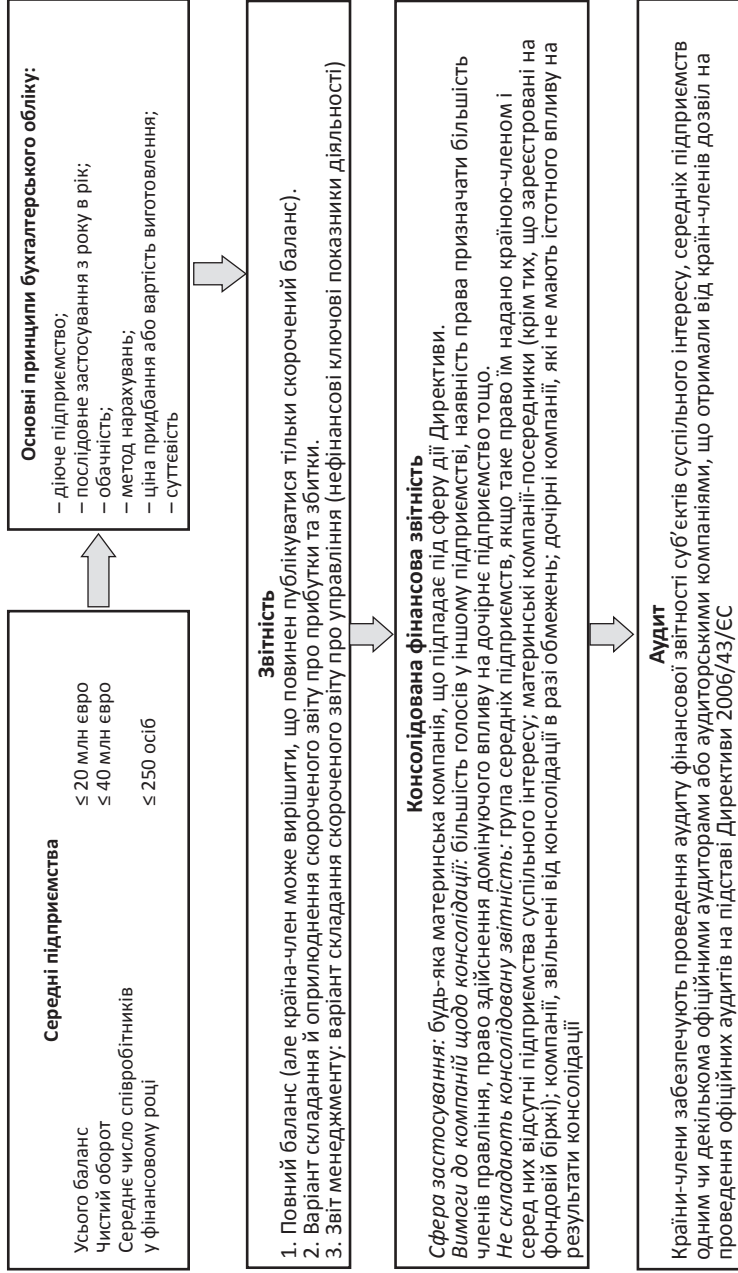 Середні підприємства
Усього баланс ≤ 20 млн євро
Чистий оборот ≤ 40 млн євро
Середнє число співробітників
у фінансовому році ≤ 250 осіб
Основні принципи бухгалтерського обліку:
– діюче підприємство;
– послідовне застосування з року в рік;
– обачність;
– метод нарахувань;
– ціна придбання або вартість виготовлення;
– суттєвість
Звітність
1. Повний баланс (але країна-член може вирішити, що повинен публікуватися тільки скорочений баланс).
2. Варіант складання й оприлюднення скороченого звіту про прибутки та збитки.
3. Звіт менеджменту: варіант складання скороченого звіту про управління (нефінансові ключові показники діяльності)
Консолідована фінансова звітність
Сфера застосування: будь-яка материнська компанія, що підпадає під сферу дії Директиви.
Вимоги до компаній щодо консолідації: більшість голосів у іншому підприємстві, наявність права призначати більшість
членів правління, право здійснення домінуючого впливу на дочірнє підприємство тощо.
Не складають консолідовану звітність: група середніх підприємств, якщо таке право їм надано країною-членом і
серед них відсутні підприємства суспільного інтересу; материнські компанії-посередники (крім тих, що зареєстровані на
фондовій біржі); компанії, звільнені від консолідації в разі обмежень; дочірні компанії, які не мають істотного впливу на
результати консолідації
Аудит
Країни-члени забезпечують проведення аудиту фінансової звітності суб’єктів суспільного інтересу, середніх підприємств
одним чи декількома офіційними аудиторами або аудиторськими компаніями, що отримали від країн-членів дозвіл на
проведення офіційних аудитів на підставі Директиви 2006/43/ЄС